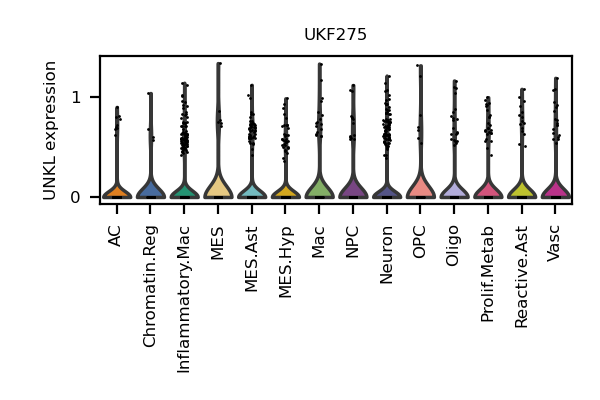 UKF275
UNKL expression
1
0
AC
Chromatin.Reg
Inflammatory.Mac
MES
MES.Ast
MES.Hyp
Mac
NPC
Neuron
OPC
Oligo
Prolif.Metab
Reactive.Ast
Vasc